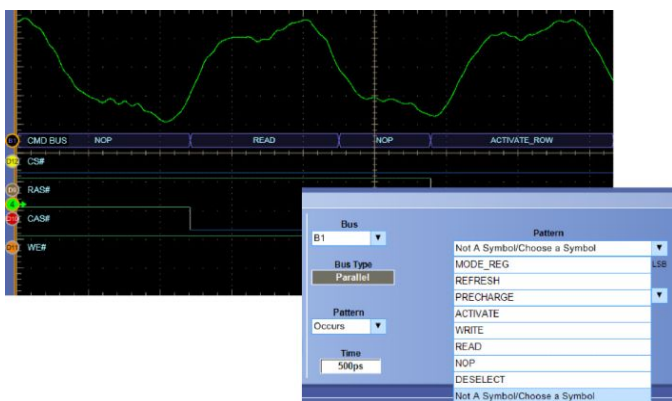 B1 CMD BUS NOP READ NOP ACTIVATE_ROW
CS#
RAS#
CAS#
WE#
Bus
B1
Bus Type
Parallel
Pattern
Occurs
Time
500ps
Pattern
Not A Symbol/Choose a Symbol
MODE_REG LSB
REFRESH
PRECHARGE
ACTIVATE
WRITE
READ
NOP
DESELECT
Not A Symbol/Choose a Symbol